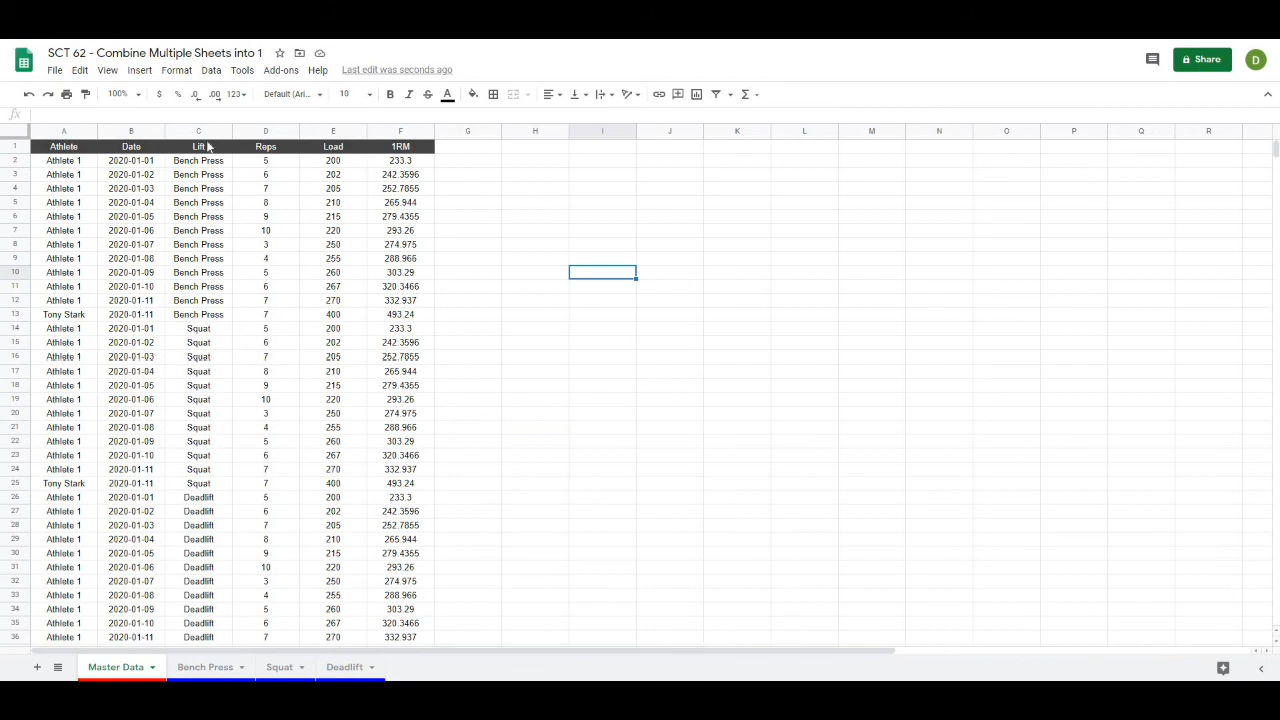 SCT 62 - Combine Multiple Sheets into 1
Share
D
File Edit View Insert Format Data Tools Add-ons Help Last edit was seconds ago
100% $ % .0 .00 123 Default (Ari... 10 B I S A
fx
A B C D E F G H I J K L M N O P Q R
1 Athlete Date Lift Reps Load 1RM
2 Athlete 1 2020-01-01 Bench Press 5 200 233.3
3 Athlete 1 2020-01-02 Bench Press 6 202 242.3596
4 Athlete 1 2020-01-03 Bench Press 7 205 252.7855
5 Athlete 1 2020-01-04 Bench Press 8 210 265.944
6 Athlete 1 2020-01-05 Bench Press 9 215 279.4355
7 Athlete 1 2020-01-06 Bench Press 10 220 293.26
8 Athlete 1 2020-01-07 Bench Press 3 250 274.975
9 Athlete 1 2020-01-08 Bench Press 4 255 288.966
10 Athlete 1 2020-01-09 Bench Press 5 260 303.29
11 Athlete 1 2020-01-10 Bench Press 6 267 320.3466
12 Athlete 1 2020-01-11 Bench Press 7 270 332.937
13 Tony Stark 2020-01-11 Bench Press 7 400 493.24
14 Athlete 1 2020-01-01 Squat 5 200 233.3
15 Athlete 1 2020-01-02 Squat 6 202 242.3596
16 Athlete 1 2020-01-03 Squat 7 205 252.7855
17 Athlete 1 2020-01-04 Squat 8 210 265.944
18 Athlete 1 2020-01-05 Squat 9 215 279.4355
19 Athlete 1 2020-01-06 Squat 10 220 293.26
20 Athlete 1 2020-01-07 Squat 3 250 274.975
21 Athlete 1 2020-01-08 Squat 4 255 288.966
22 Athlete 1 2020-01-09 Squat 5 260 303.29
23 Athlete 1 2020-01-10 Squat 6 267 320.3466
24 Athlete 1 2020-01-11 Squat 7 270 332.937
25 Tony Stark 2020-01-11 Squat 7 400 493.24
26 Athlete 1 2020-01-01 Deadlift 5 200 233.3
27 Athlete 1 2020-01-02 Deadlift 6 202 242.3596
28 Athlete 1 2020-01-03 Deadlift 7 205 252.7855
29 Athlete 1 2020-01-04 Deadlift 8 210 265.944
30 Athlete 1 2020-01-05 Deadlift 9 215 279.4355
31 Athlete 1 2020-01-06 Deadlift 10 220 293.26
32 Athlete 1 2020-01-07 Deadlift 3 250 274.975
33 Athlete 1 2020-01-08 Deadlift 4 255 288.966
34 Athlete 1 2020-01-09 Deadlift 5 260 303.29
35 Athlete 1 2020-01-10 Deadlift 6 267 320.3466
36 Athlete 1 2020-01-11 Deadlift 7 270 332.937
Master Data Bench Press Squat Deadlift